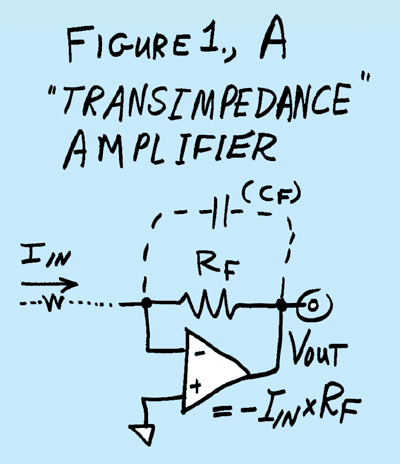 FIGURE 1., A
"TRANSIMPEDANCE"
AMPLIFIER
(CF)
IIN
RF
-
+
VOUT
= -IIN×RF